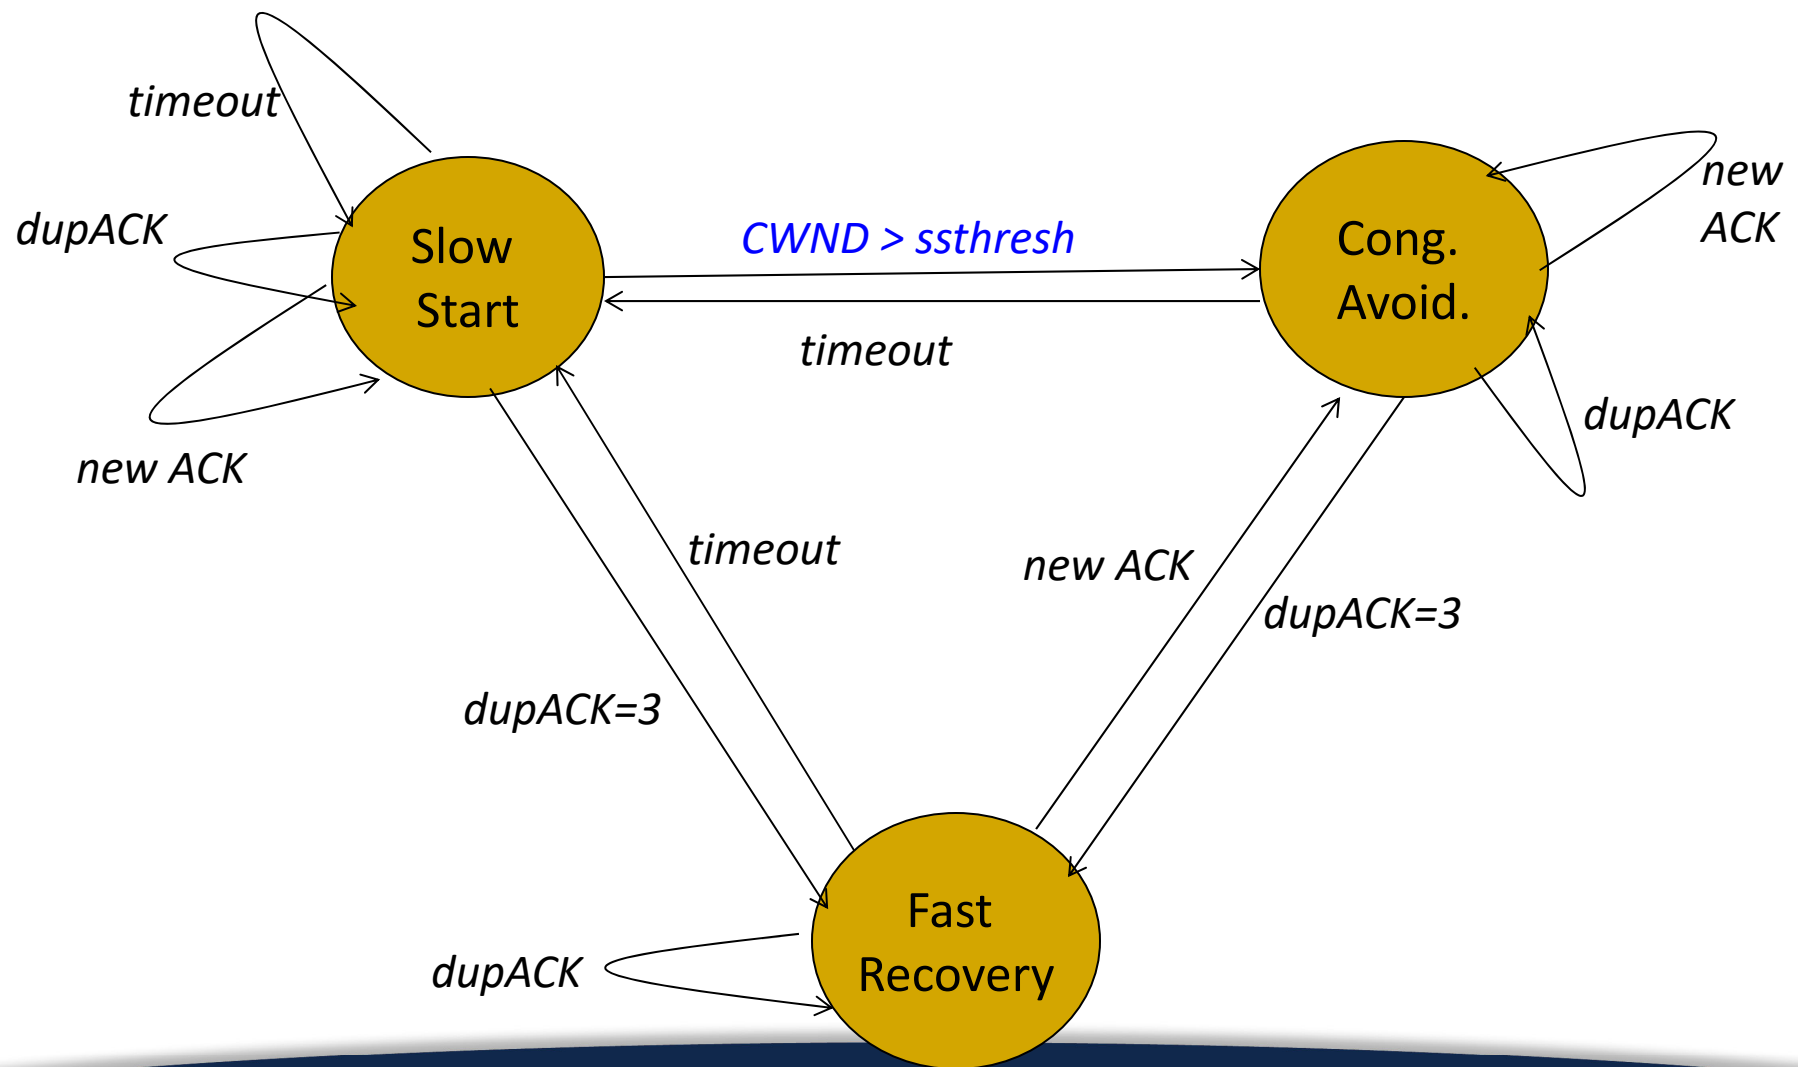 timeout
dupACK
Slow
Start
new ACK
CWND > ssthresh
timeout
Cong.
Avoid.
new
ACK
dupACK
timeout
new ACK
dupACK=3
dupACK=3
Fast
Recovery
dupACK